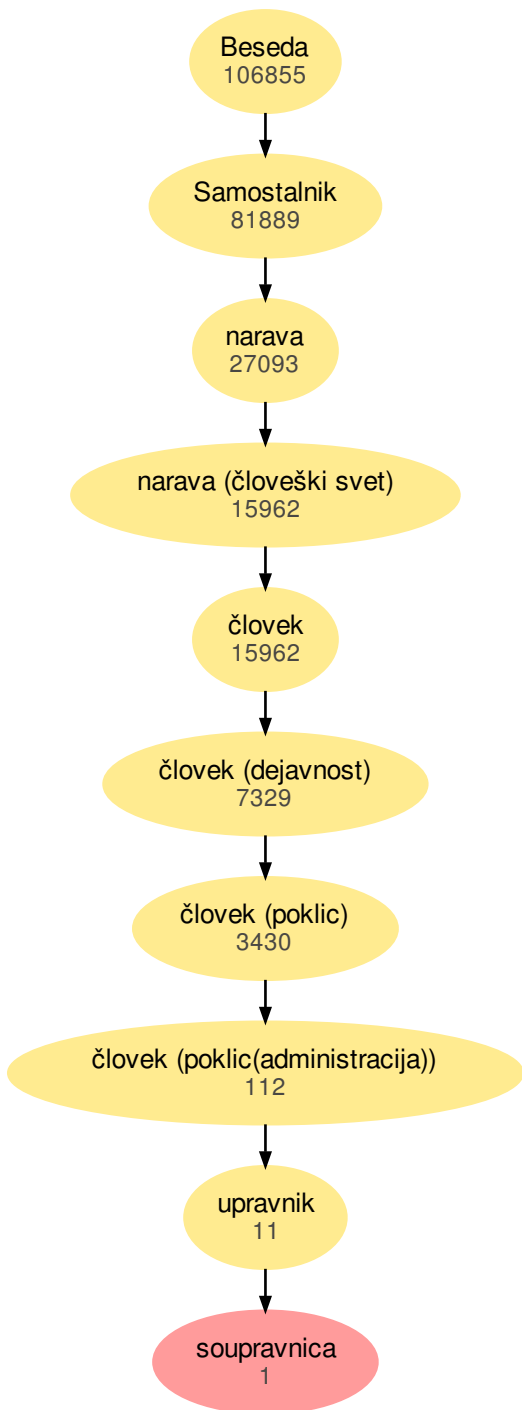 Beseda
106855
Samostalnik
81889
narava
27093
narava (človeški svet)
15962
človek
15962
človek (dejavnost)
7329
človek (poklic)
3430
človek (poklic(administracija))
112
upravnik
11
soupravnica
1